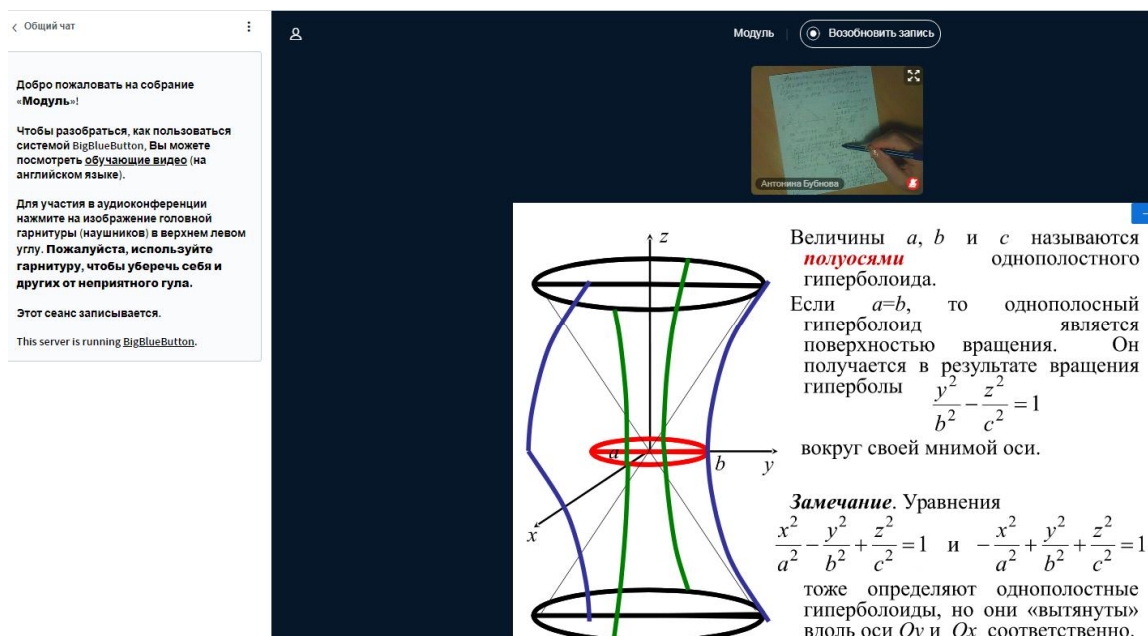 Общий чат
Модуль
Возобновить запись
Добро пожаловать на собрание
«Модуль»!
Чтобы разобраться, как пользоваться
системой BigBlueButton, Вы можете
посмотреть обучающие видео (на
английском языке).
Для участия в аудиоконференции
нажмите на изображение головной
гарнитуры (наушников) в верхнем левом
углу. Пожалуйста, используйте
гарнитуру, чтобы уберечь себя и
других от неприятного гула.
Этот сеанс записывается.
This server is running BigBlueButton.
Антонина Бубнова
z
a
b
y
x
Величины a, b и c называются
полуосями однополостного
гиперболоида.
Если a=b, то однополосный
гиперболоид является
поверхностью вращения. Он
получается в результате вращения
гиперболы y²/b² − z²/c² = 1
вокруг своей мнимой оси.
Замечание. Уравнения
x²/a² − y²/b² + z²/c² = 1 и − x²/a² + y²/b² + z²/c² = 1
тоже определяют однополостные
гиперболоиды, но они «вытянуты»
вдоль оси Oy и Ox соответственно.